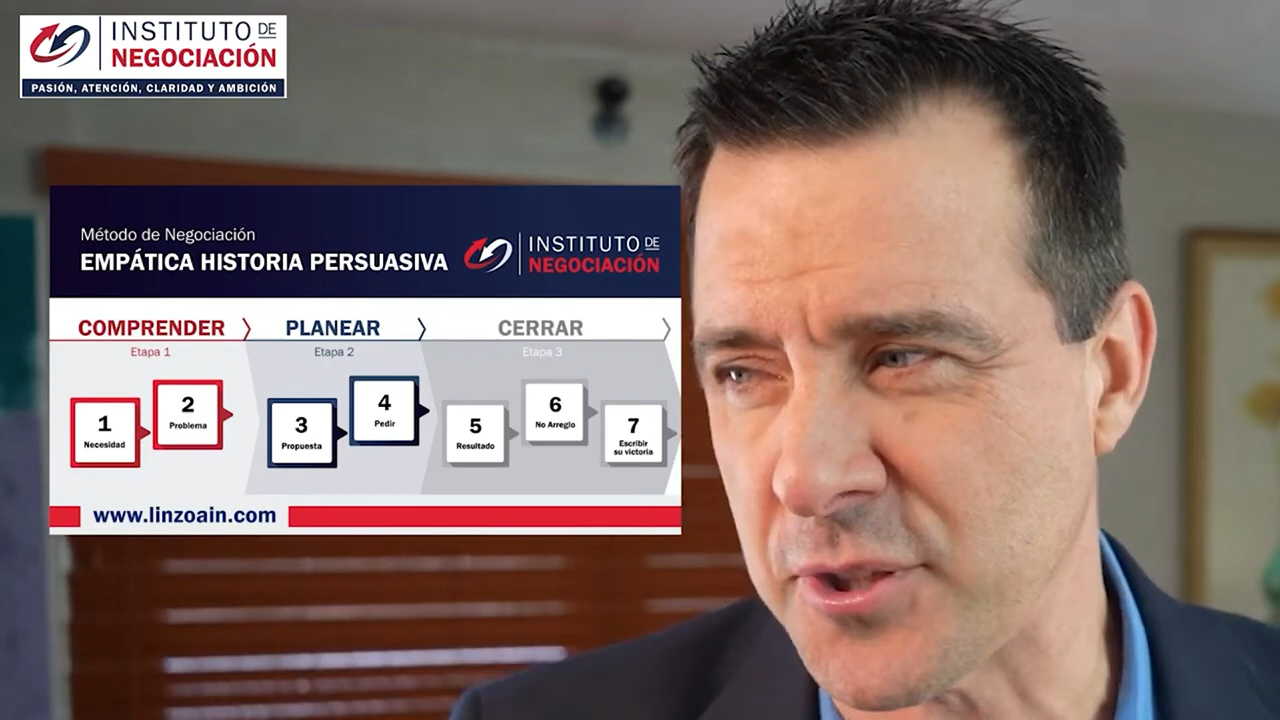 INSTITUTO DE
NEGOCIACIÓN
PASIÓN, ATENCIÓN, CLARIDAD Y AMBICIÓN
Método de Negociación
EMPÁTICA HISTORIA PERSUASIVA
INSTITUTO DE
NEGOCIACIÓN
COMPRENDER
PLANEAR
CERRAR
Etapa 1
Etapa 2
Etapa 3
1
Necesidad
2
Problema
3
Propuesta
4
Pedir
5
Resultado
6
No Arreglo
7
Escribir
su victoria
www.linzoain.com